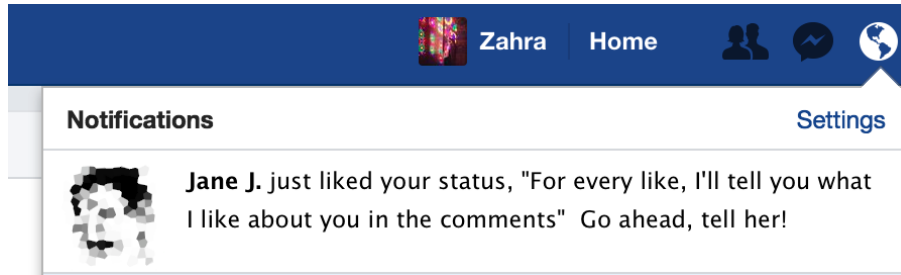 Zahra Home
Notifications Settings
Jane J. just liked your status, "For every like, I'll tell you what
I like about you in the comments"  Go ahead, tell her!